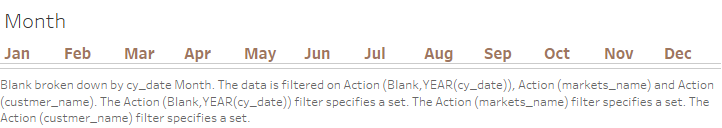 Month
Jan Feb Mar Apr May Jun Jul Aug Sep Oct Nov Dec
Blank broken down by cy_date Month. The data is filtered on Action (Blank,YEAR(cy_date)), Action (markets_name) and Action
(custmer_name). The Action (Blank,YEAR(cy_date)) filter specifies a set. The Action (markets_name) filter specifies a set. The
Action (custmer_name) filter specifies a set.